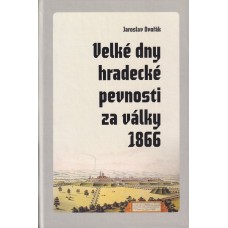 Jaroslav Dvořák
Velké dny
hradecké
pevnosti
za války
1866